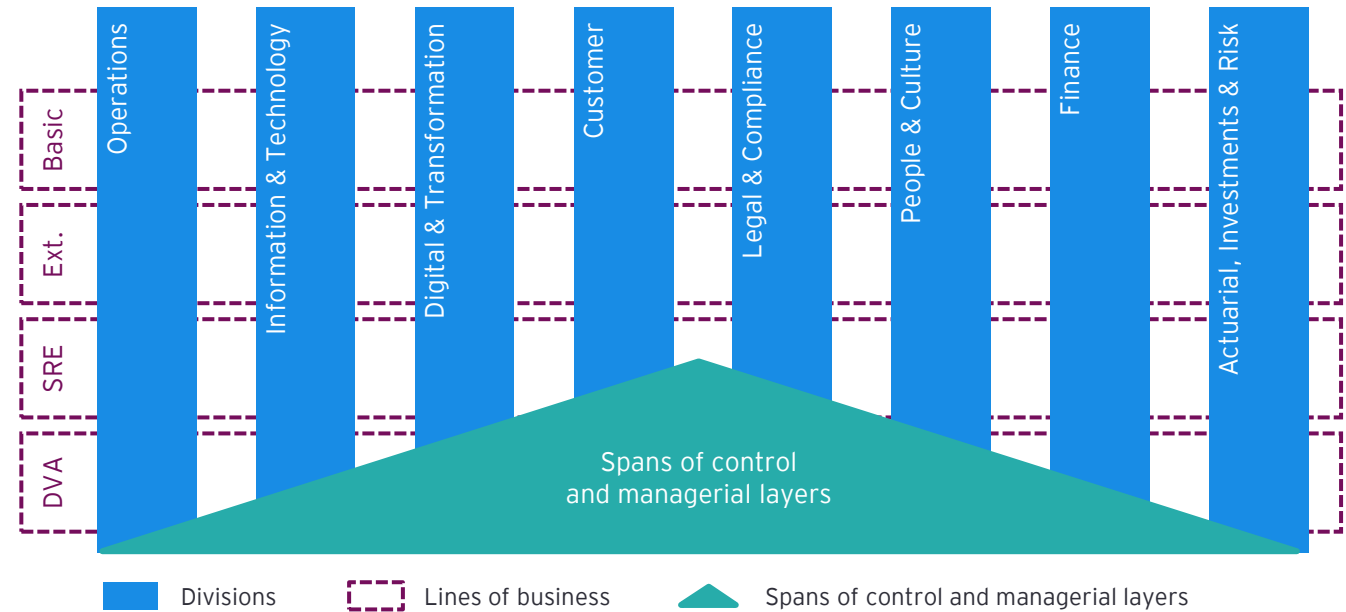 Operations
Information & Technology
Digital & Transformation
Customer
Legal & Compliance
People & Culture
Finance
Actuarial, Investments & Risk
Basic
Ext.
SRE
DVA
Spans of control
and managerial layers
Divisions
Lines of business
Spans of control and managerial layers